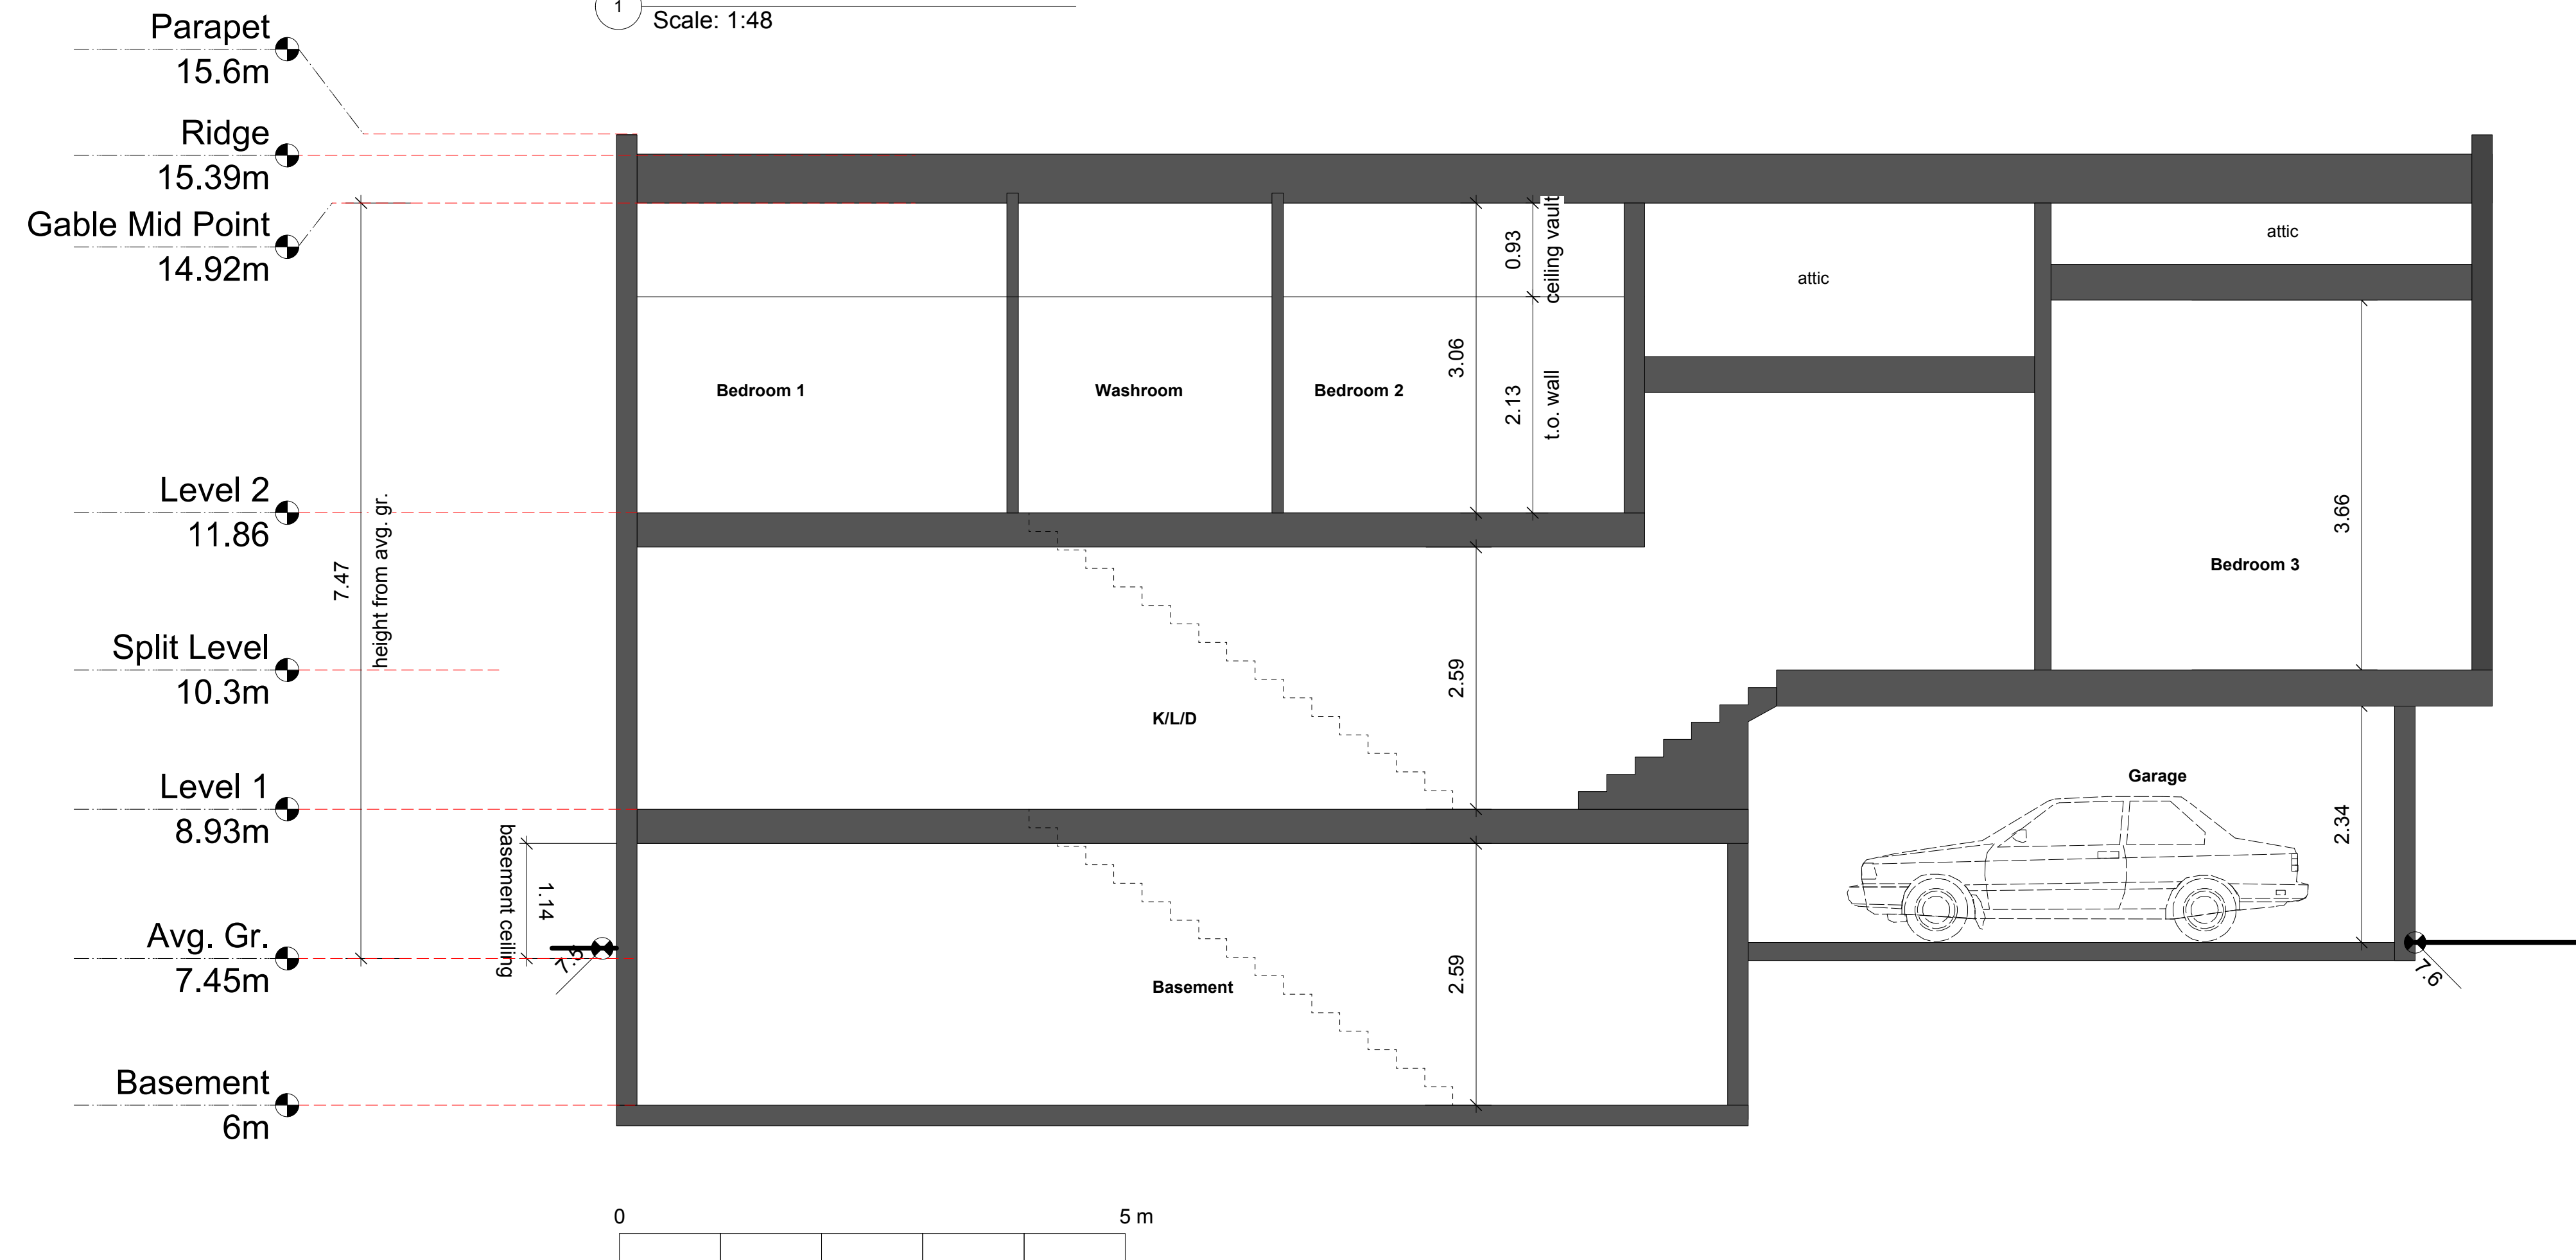 1
Scale: 1:48
Parapet
15.6m
Ridge
15.39m
Gable Mid Point
14.92m
Level 2
11.86
Split Level
10.3m
Level 1
8.93m
Avg. Gr.
7.45m
Basement
6m
7.47
height from avg. gr.
basement ceiling
1.14
7.5
Bedroom 1
Washroom
Bedroom 2
3.06
0.93
ceiling vault
2.13
t.o. wall
attic
attic
3.66
Bedroom 3
2.59
K/L/D
Garage
2.34
7.6
2.59
Basement
0
5 m